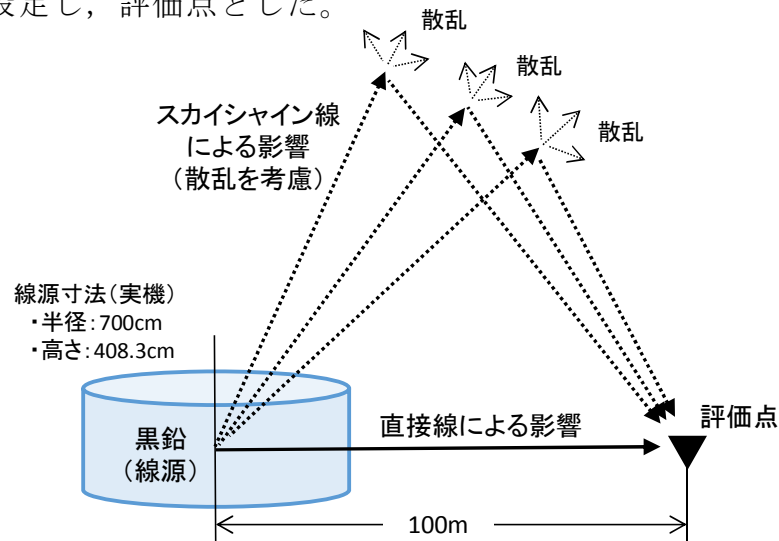 設定し，評価点とした。
散乱
散乱
散乱
スカイシャイン線
による影響
（散乱を考慮）
線源寸法（実機）
・半径：700cm
・高さ：408.3cm
黒鉛
（線源）
直接線による影響
評価点
100m